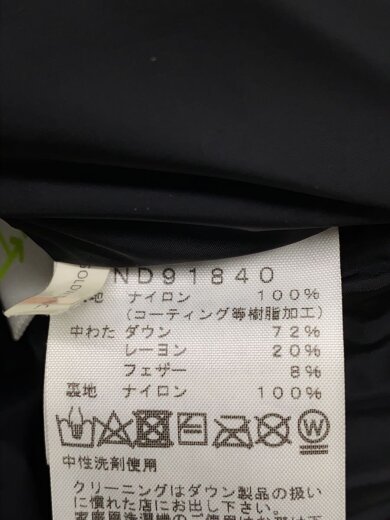 ND91840
地 ナイロン 100%
(コーティング等樹脂加工)
中わた ダウン 72%
レーヨン 20%
フェザー 8%
裏地 ナイロン 100%
中性洗剤使用
クリーニングはダウン製品の扱い
に慣れた店にお出し下さい。